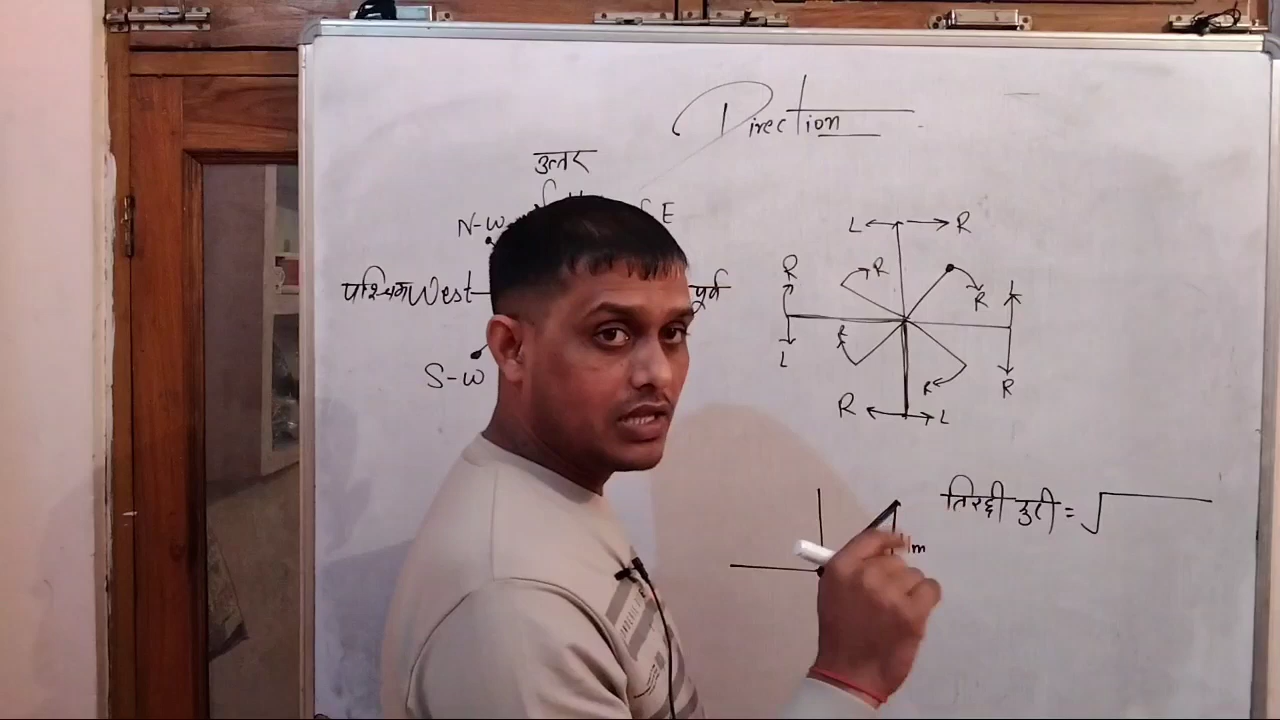 Direction
उत्तर
N-W
E
पश्चिम West
पूर्व
S-W
L R
R
R
R
L
R
L
R
R
R
R L
तिरछी दुरी = √
m